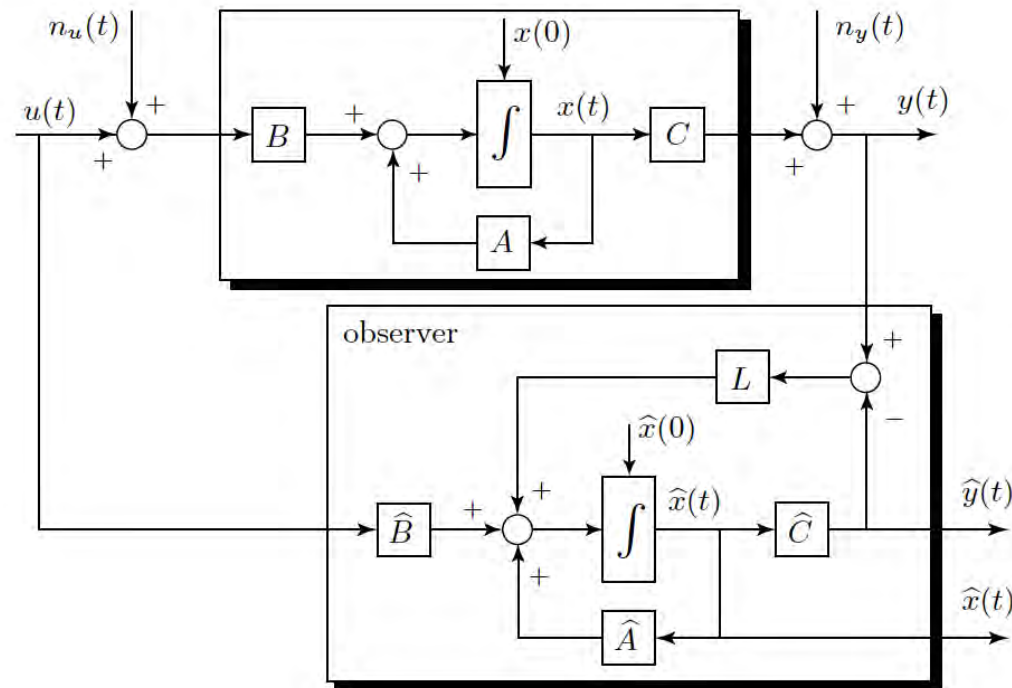 n_u(t)
x(0)
n_y(t)
u(t)
+
+
B
+
+
∫
x(t)
C
+
+
y(t)
A
observer
+
−
L
x̂(0)
B̂
+
+
+
∫
x̂(t)
Ĉ
ŷ(t)
Â
x̂(t)